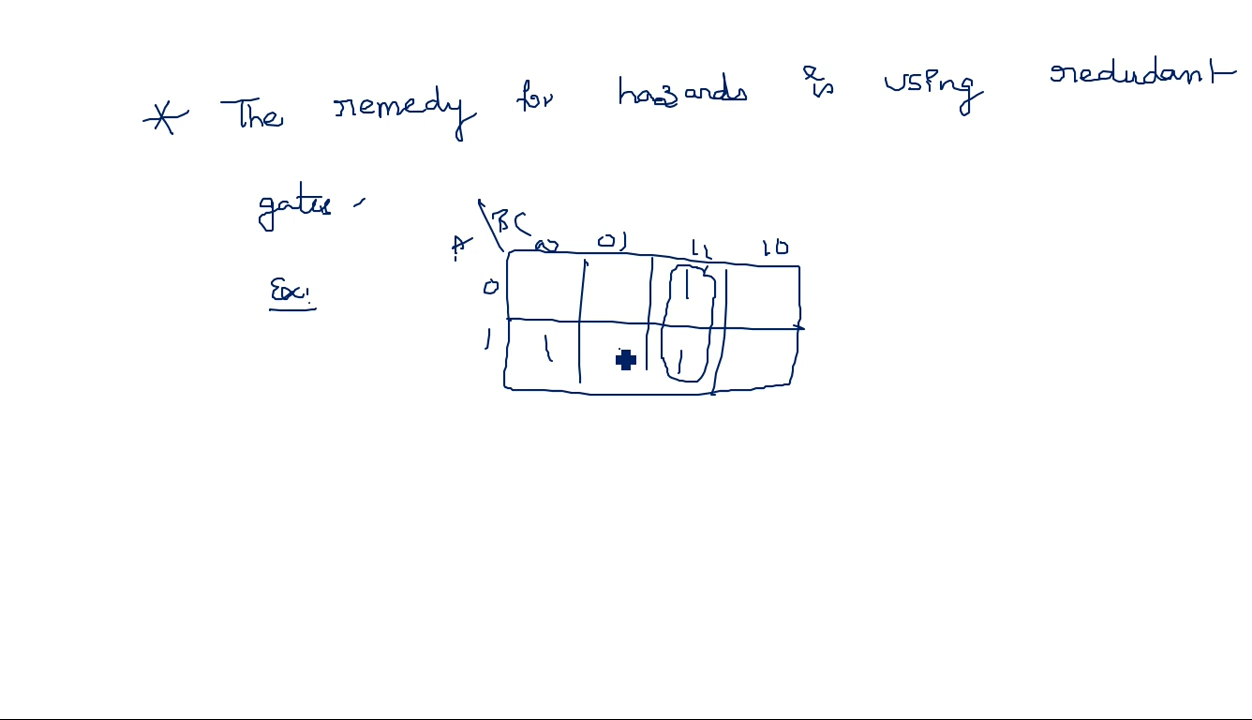 * The remedy for hazards is using redudant
gates.
A \ BC 00 01 11 10
Ex:
0 1
1 1 1